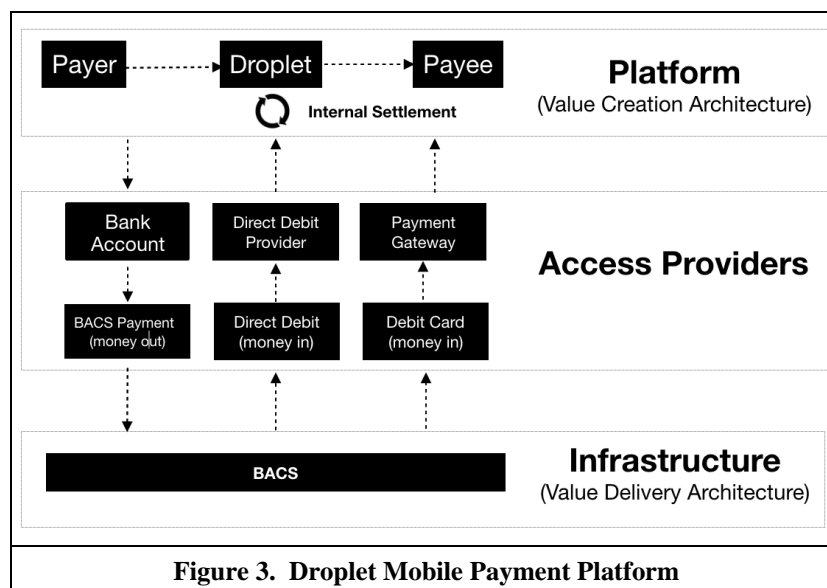 Payer
Droplet
Payee
Platform
(Value Creation Architecture)
Internal Settlement
Bank
Account
Direct Debit
Provider
Payment
Gateway
Access Providers
BACS Payment
(money out)
Direct Debit
(money in)
Debit Card
(money in)
BACS
Infrastructure
(Value Delivery Architecture)
Figure 3. Droplet Mobile Payment Platform